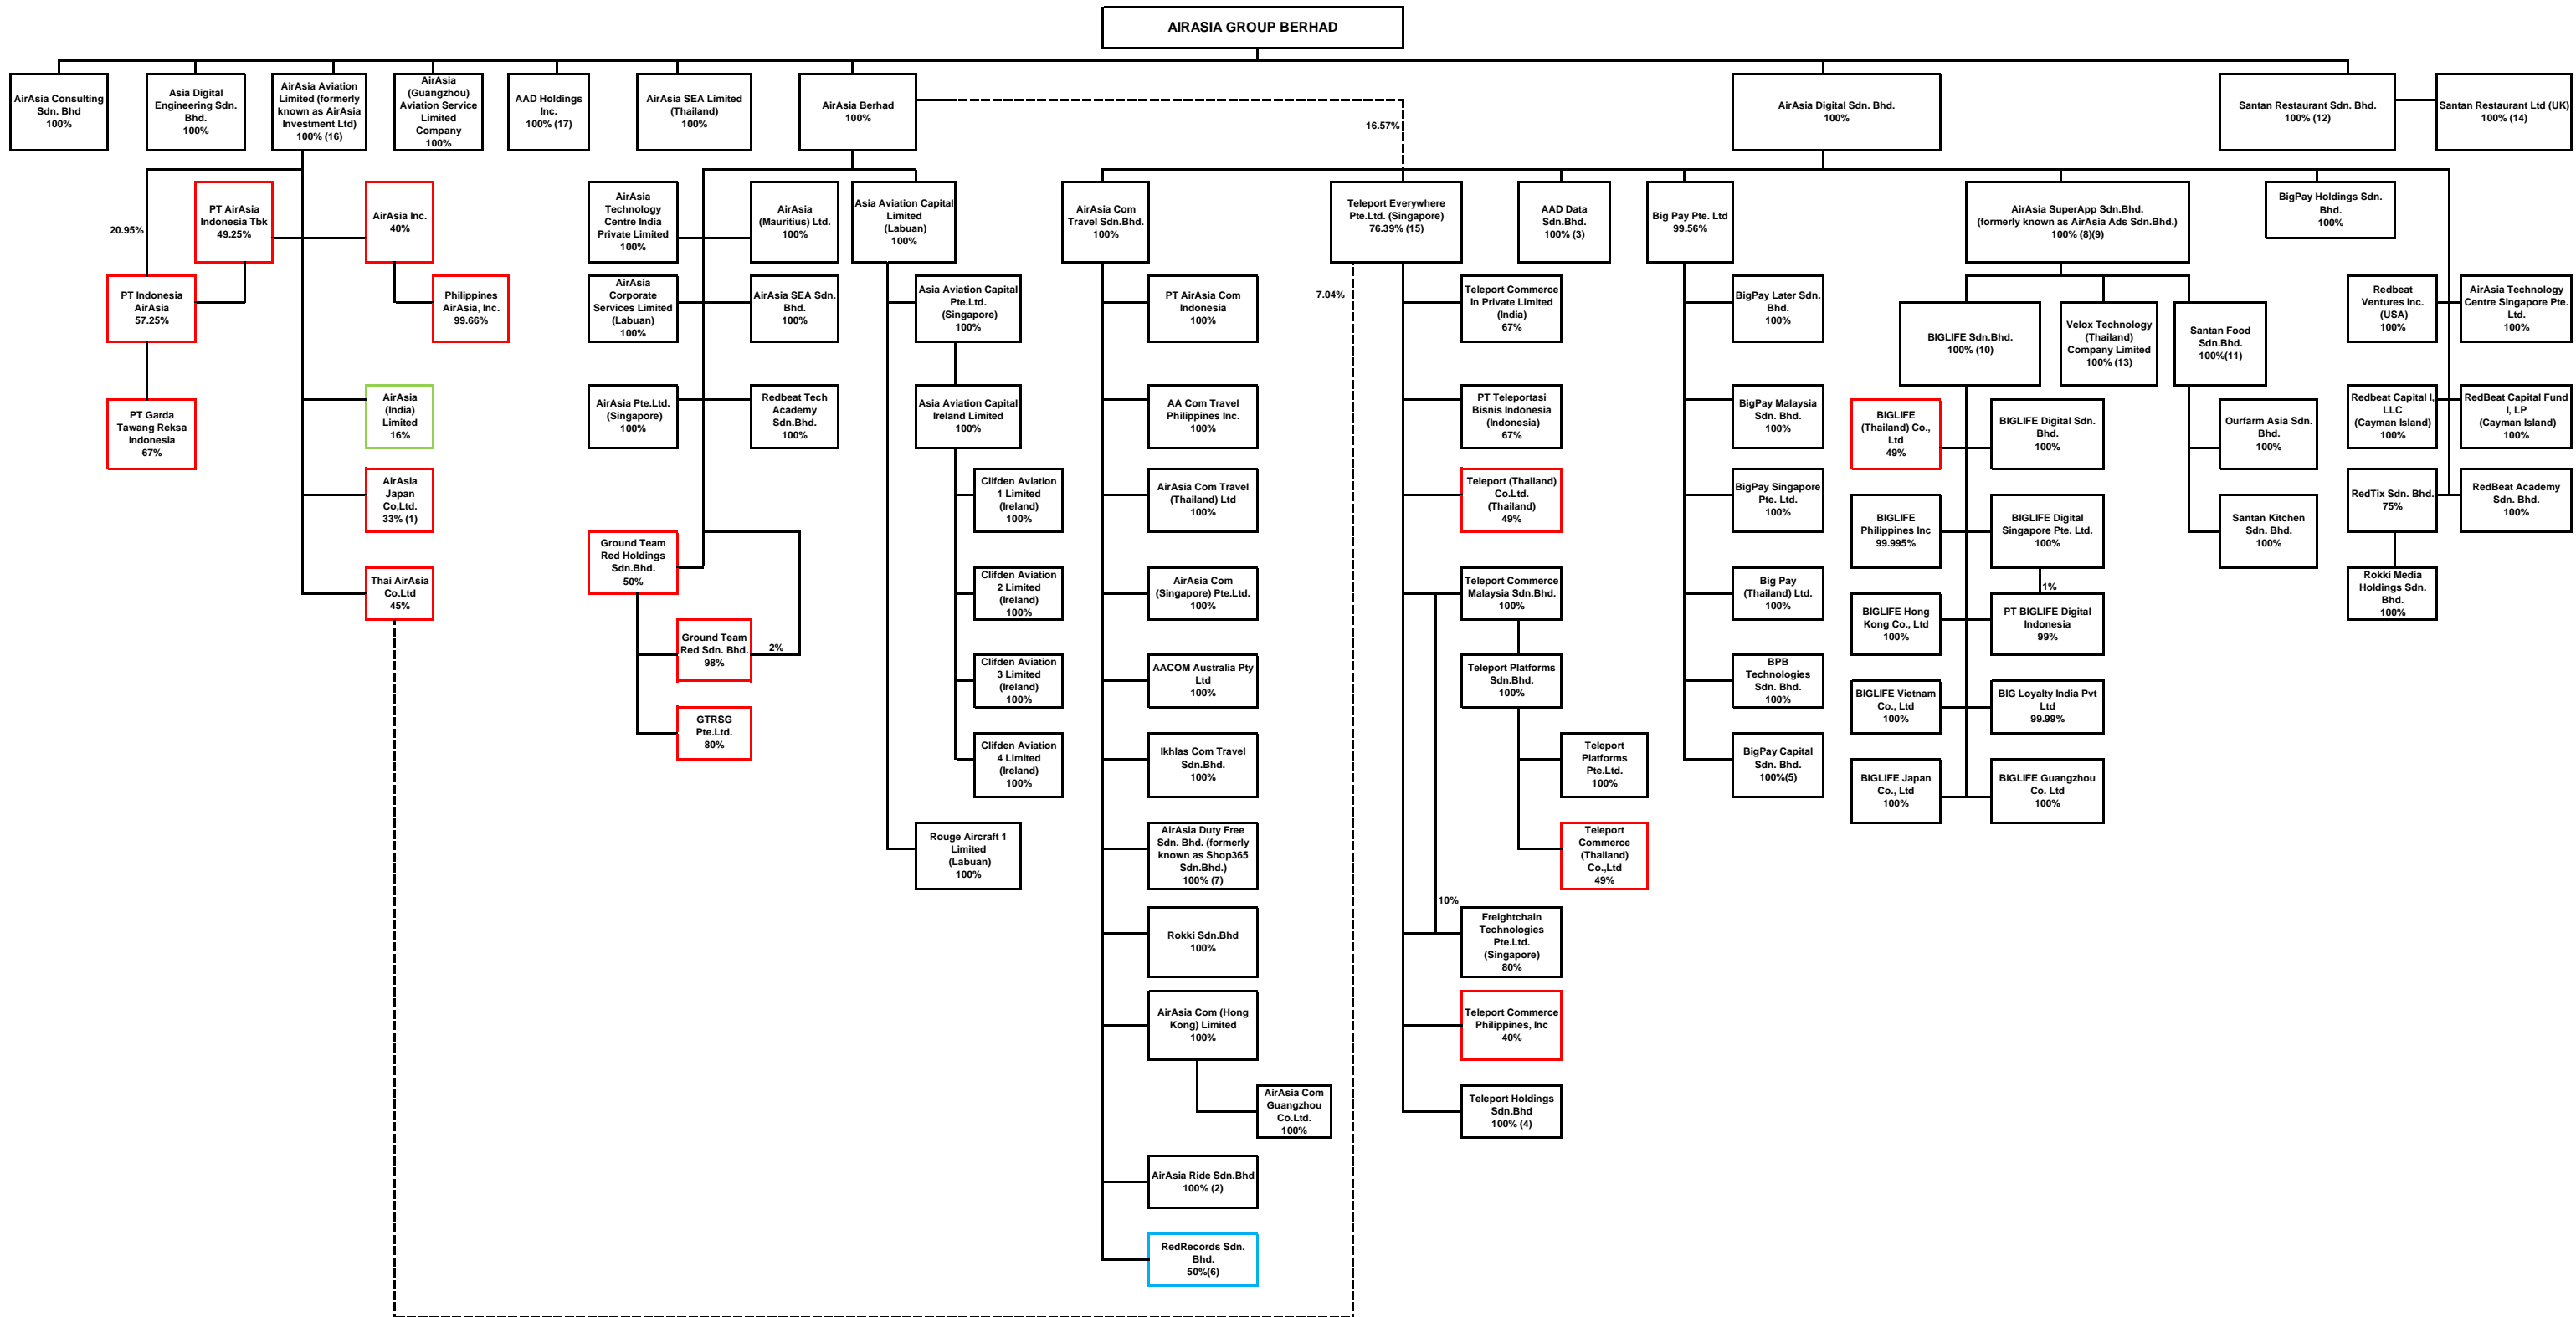 AIRASIA GROUP BERHAD
AirAsia Consulting
Sdn. Bhd
100%
Asia Digital
Engineering Sdn.
Bhd.
100%
AirAsia Aviation
Limited (formerly
known as AirAsia
Investment Ltd)
100% (16)
AirAsia
(Guangzhou)
Aviation Service
Limited
Company
100%
AAD Holdings
Inc.
100% (17)
AirAsia SEA Limited
(Thailand)
100%
AirAsia Berhad
100%
AirAsia Digital Sdn. Bhd.
100%
Santan Restaurant Sdn. Bhd.
100% (12)
Santan Restaurant Ltd (UK)
100% (14)
16.57%
20.95%
PT AirAsia
Indonesia Tbk
49.25%
AirAsia Inc.
40%
PT Indonesia
AirAsia
57.25%
Philippines
AirAsia, Inc.
99.66%
PT Garda
Tawang Reksa
Indonesia
67%
AirAsia
(India)
Limited
16%
AirAsia
Japan
Co,Ltd.
33% (1)
Thai AirAsia
Co.Ltd
45%
AirAsia
Technology
Centre India
Private Limited
100%
AirAsia
(Mauritius) Ltd.
100%
AirAsia
Corporate
Services Limited
(Labuan)
100%
AirAsia SEA Sdn.
Bhd.
100%
AirAsia Pte.Ltd.
(Singapore)
100%
Redbeat Tech
Academy
Sdn.Bhd.
100%
Ground Team
Red Holdings
Sdn.Bhd.
50%
Ground Team
Red Sdn. Bhd.
98%
2%
GTRSG
Pte.Ltd.
80%
Asia Aviation Capital
Limited
(Labuan)
100%
Asia Aviation Capital
Pte.Ltd.
(Singapore)
100%
Asia Aviation Capital
Ireland Limited
100%
Clifden Aviation
1 Limited
(Ireland)
100%
Clifden Aviation
2 Limited
(Ireland)
100%
Clifden Aviation
3 Limited
(Ireland)
100%
Clifden Aviation
4 Limited
(Ireland)
100%
Rouge Aircraft 1
Limited
(Labuan)
100%
AirAsia Com
Travel Sdn.Bhd.
100%
PT AirAsia Com
Indonesia
100%
AA Com Travel
Philippines Inc.
100%
AirAsia Com Travel
(Thailand) Ltd
100%
AirAsia Com
(Singapore) Pte.Ltd.
100%
AACOM Australia Pty
Ltd
100%
Ikhlas Com Travel
Sdn.Bhd.
100%
AirAsia Duty Free
Sdn. Bhd. (formerly
known as Shop365
Sdn.Bhd.)
100% (7)
Rokki Sdn.Bhd
100%
AirAsia Com (Hong
Kong) Limited
100%
AirAsia Com
Guangzhou
Co.Ltd.
100%
AirAsia Ride Sdn.Bhd
100% (2)
RedRecords Sdn.
Bhd.
50%(6)
Teleport Everywhere
Pte.Ltd. (Singapore)
76.39% (15)
7.04%
Teleport Commerce
In Private Limited
(India)
67%
PT Teleportasi
Bisnis Indonesia
(Indonesia)
67%
Teleport (Thailand)
Co.Ltd.
(Thailand)
49%
Teleport Commerce
Malaysia Sdn.Bhd.
100%
Teleport Platforms
Sdn.Bhd.
100%
Teleport
Platforms
Pte.Ltd.
100%
Teleport
Commerce
(Thailand)
Co.,Ltd
49%
10%
Freightchain
Technologies
Pte.Ltd.
(Singapore)
80%
Teleport Commerce
Philippines, Inc
40%
Teleport Holdings
Sdn.Bhd
100% (4)
AAD Data
Sdn.Bhd.
100% (3)
Big Pay Pte. Ltd
99.56%
BigPay Later Sdn.
Bhd.
100%
BigPay Malaysia
Sdn. Bhd.
100%
BigPay Singapore
Pte. Ltd.
100%
Big Pay
(Thailand) Ltd.
100%
BPB
Technologies
Sdn. Bhd.
100%
BigPay Capital
Sdn. Bhd.
100%(5)
AirAsia SuperApp Sdn.Bhd.
(formerly known as AirAsia Ads Sdn.Bhd.)
100% (8)(9)
BIGLIFE Sdn.Bhd.
100% (10)
Velox Technology
(Thailand)
Company Limited
100% (13)
Santan Food
Sdn.Bhd.
100%(11)
BIGLIFE
(Thailand) Co.,
Ltd
49%
BIGLIFE Digital Sdn.
Bhd.
100%
BIGLIFE
Philippines Inc
99.995%
BIGLIFE Digital
Singapore Pte. Ltd.
100%
1%
BIGLIFE Hong
Kong Co., Ltd
100%
PT BIGLIFE Digital
Indonesia
99%
BIGLIFE Vietnam
Co., Ltd
100%
BIG Loyalty India Pvt
Ltd
99.99%
BIGLIFE Japan
Co., Ltd
100%
BIGLIFE Guangzhou
Co. Ltd
100%
Ourfarm Asia Sdn.
Bhd.
100%
Santan Kitchen
Sdn. Bhd.
100%
BigPay Holdings Sdn.
Bhd.
100%
Redbeat
Ventures Inc.
(USA)
100%
AirAsia Technology
Centre Singapore Pte.
Ltd.
100%
Redbeat Capital I,
LLC
(Cayman Island)
100%
RedBeat Capital Fund
I, LP
(Cayman Island)
100%
RedTix Sdn. Bhd.
75%
RedBeat Academy
Sdn. Bhd.
100%
Rokki Media
Holdings Sdn.
Bhd.
100%